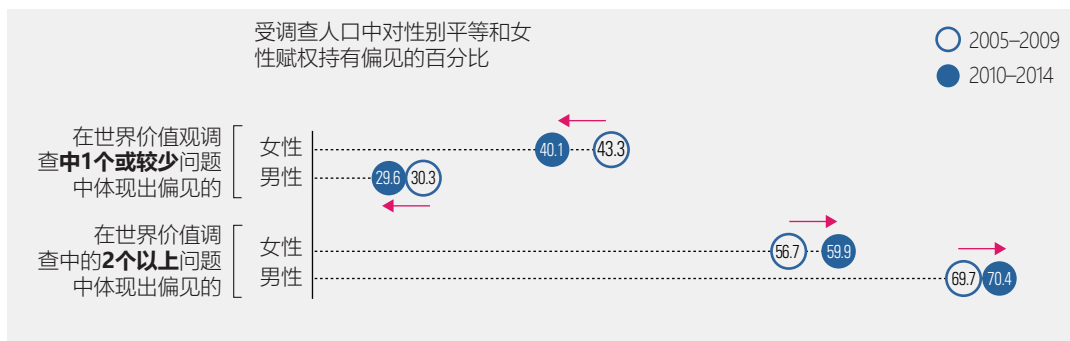 受调查人口中对性别平等和女
性赋权持有偏见的百分比
2005–2009
2010–2014
在世界价值观调
查中1个或较少问题
中体现出偏见的
女性
40.1
43.3
男性
29.6
30.3
在世界价值调
查中的2个以上问题
中体现出偏见的
女性
56.7
59.9
男性
69.7
70.4